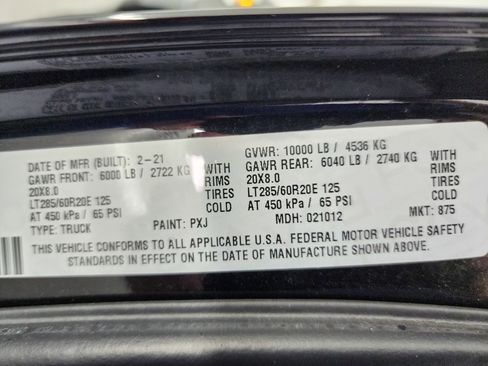 DATE OF MFR (BUILT): 2-21 GVWR: 10000 LB / 4536 KG
GAWR FRONT: 6000 LB / 2722 KG WITH GAWR REAR: 6040 LB / 2740 KG WITH
20X8.0 RIMS 20X8.0 RIMS
LT285/60R20E 125 TIRES LT285/60R20E 125 TIRES
AT 450 kPa / 65 PSI COLD AT 450 kPa / 65 PSI COLD
TYPE: TRUCK PAINT: PXJ MDH: 021012 MKT: 875
THIS VEHICLE CONFORMS TO ALL APPLICABLE U.S.A. FEDERAL MOTOR VEHICLE SAFETY
STANDARDS IN EFFECT ON THE DATE OF MANUFACTURE SHOWN ABOVE.